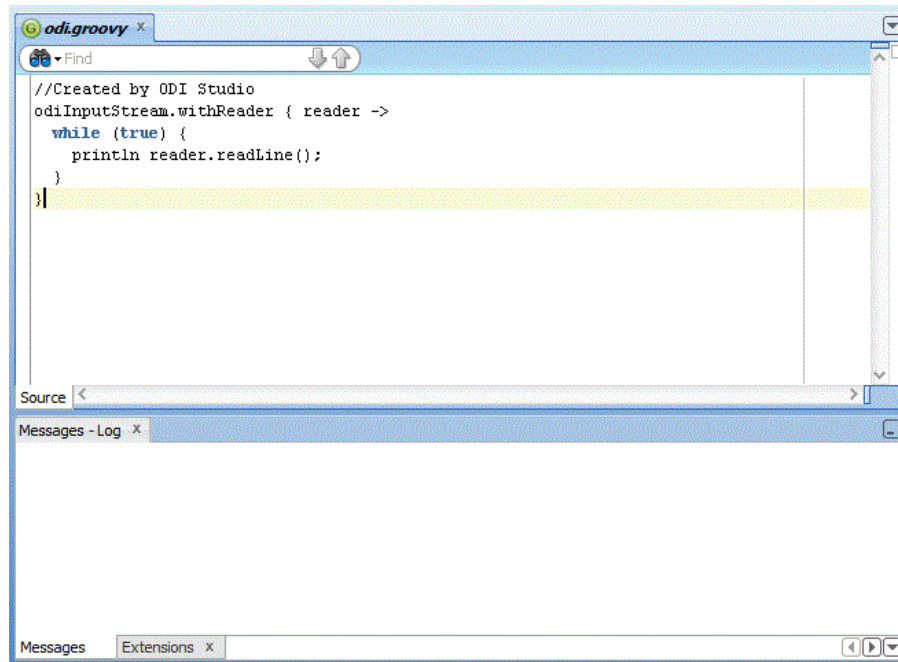 odi.groovy x
Find
//Created by ODI Studio
odiInputStream.withReader { reader ->
  while (true) {
    println reader.readLine();
  }
}
Source
Messages - Log x
Messages Extensions x